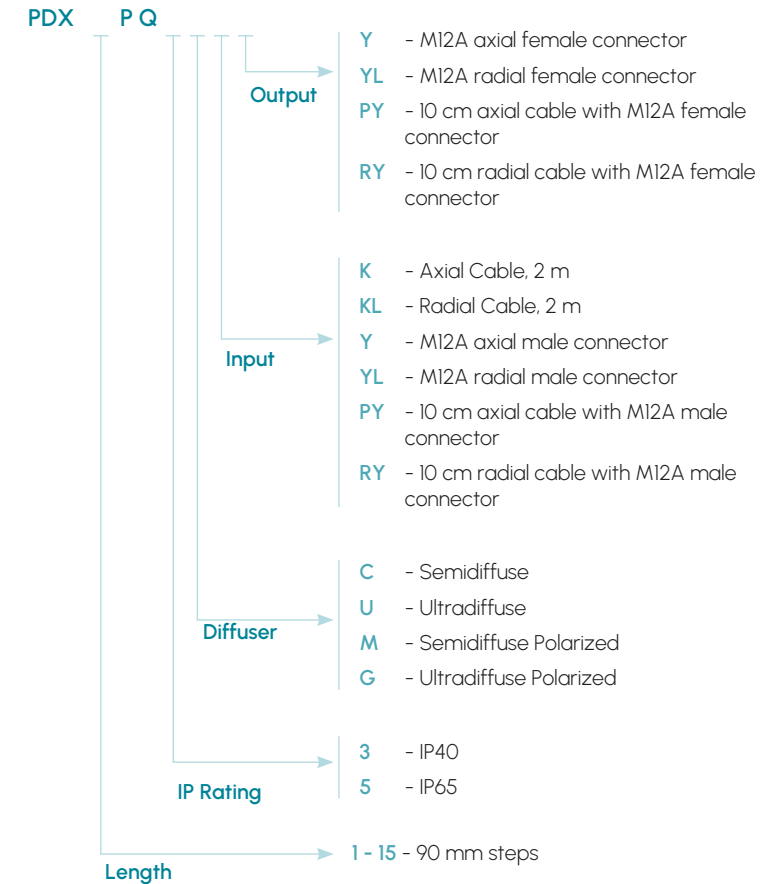 PDX P Q
Output
Y - M12A axial female connector
YL - M12A radial female connector
PY - 10 cm axial cable with M12A female
connector
RY - 10 cm radial cable with M12A female
connector
Input
K - Axial Cable, 2 m
KL - Radial Cable, 2 m
Y - M12A axial male connector
YL - M12A radial male connector
PY - 10 cm axial cable with M12A male
connector
RY - 10 cm radial cable with M12A male
connector
Diffuser
C - Semidiffuse
U - Ultradiffuse
M - Semidiffuse Polarized
G - Ultradiffuse Polarized
IP Rating
3 - IP40
5 - IP65
Length
1 - 15 - 90 mm steps